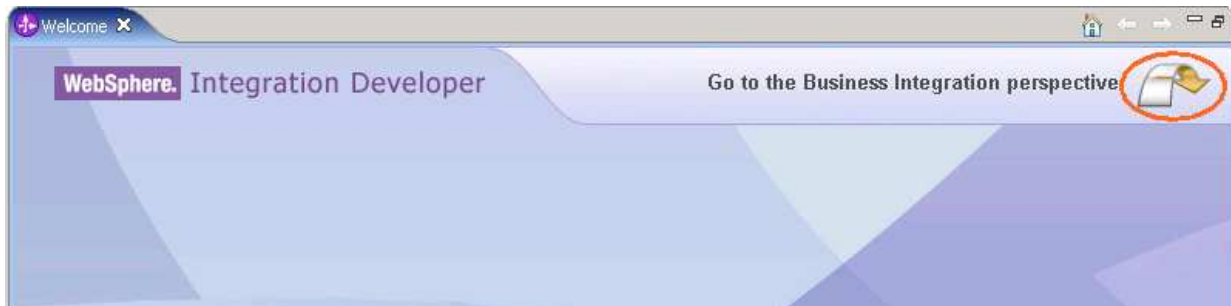 Welcome
WebSphere. Integration Developer
Go to the Business Integration perspective